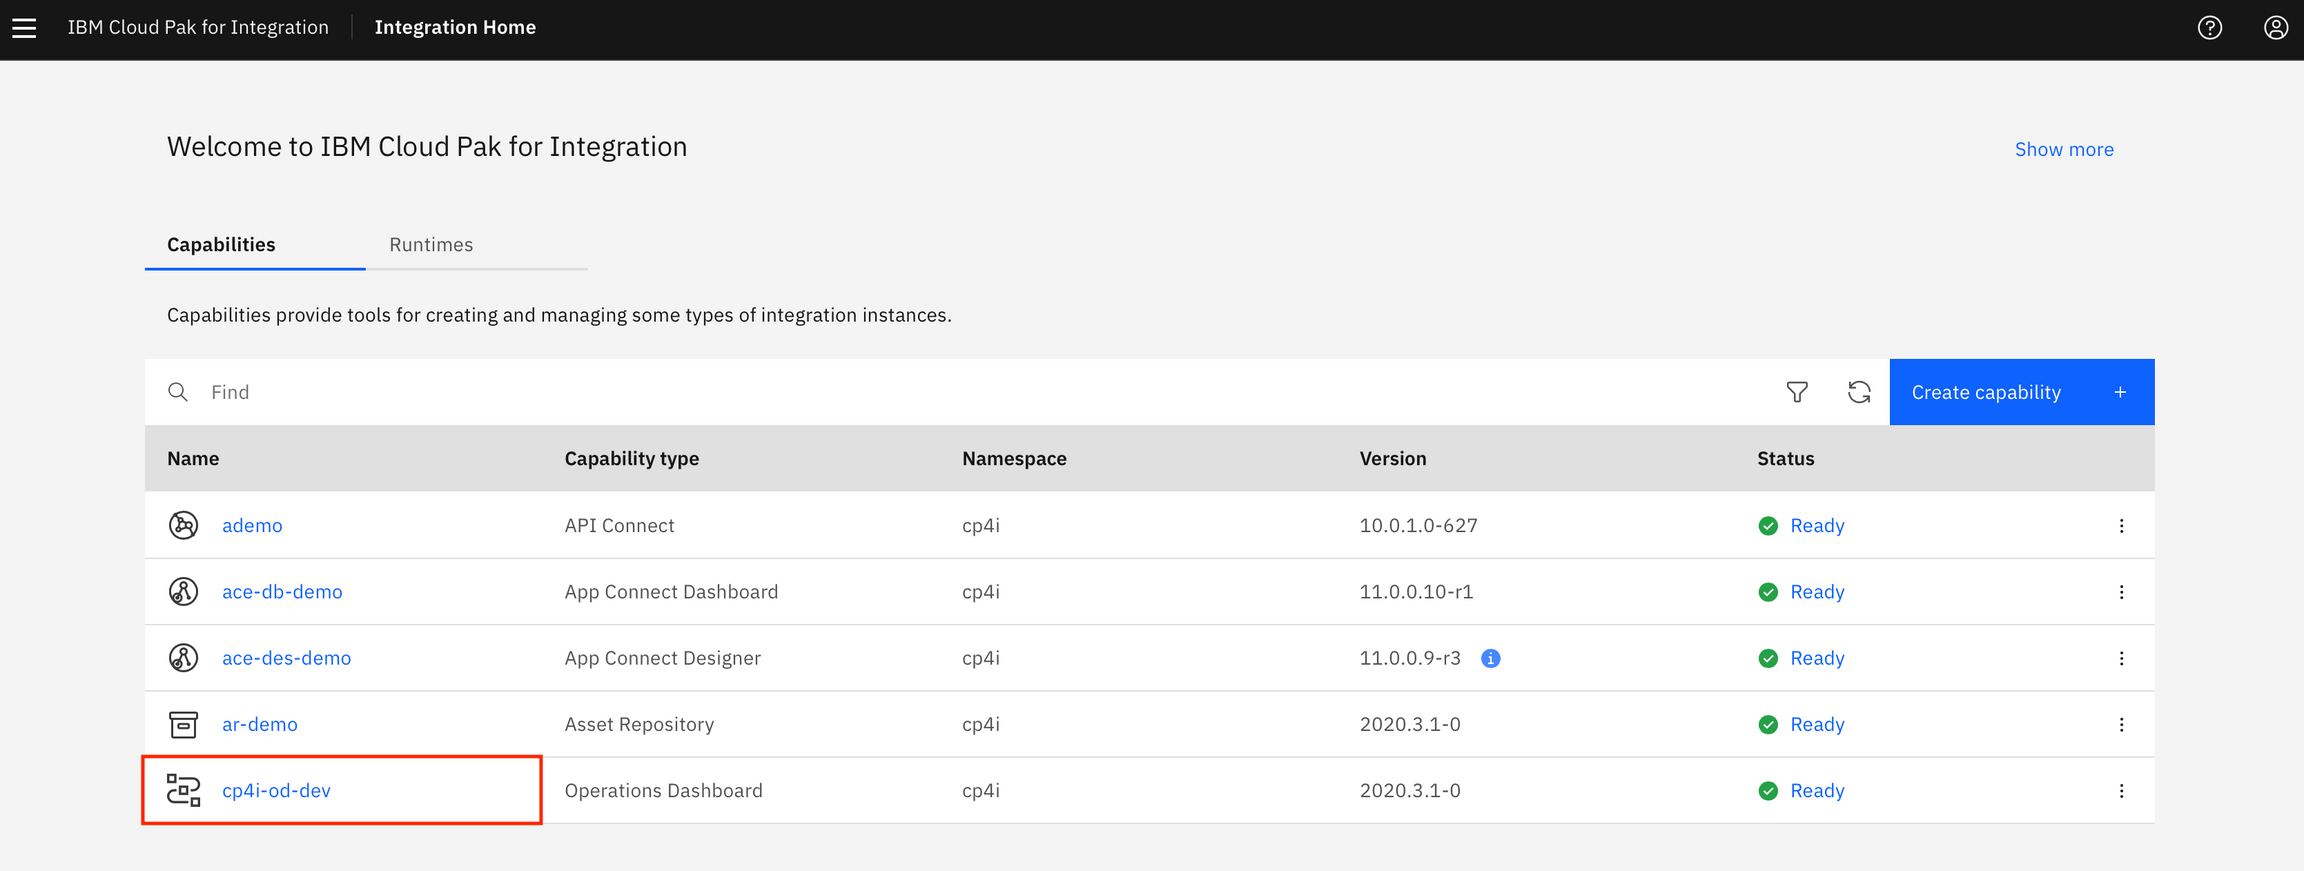 IBM Cloud Pak for Integration Integration Home
Welcome to IBM Cloud Pak for Integration
Show more
Capabilities Runtimes
Capabilities provide tools for creating and managing some types of integration instances.
Find Create capability +
Name Capability type Namespace Version Status
ademo API Connect cp4i 10.0.1.0-627 Ready
ace-db-demo App Connect Dashboard cp4i 11.0.0.10-r1 Ready
ace-des-demo App Connect Designer cp4i 11.0.0.9-r3 Ready
ar-demo Asset Repository cp4i 2020.3.1-0 Ready
cp4i-od-dev Operations Dashboard cp4i 2020.3.1-0 Ready